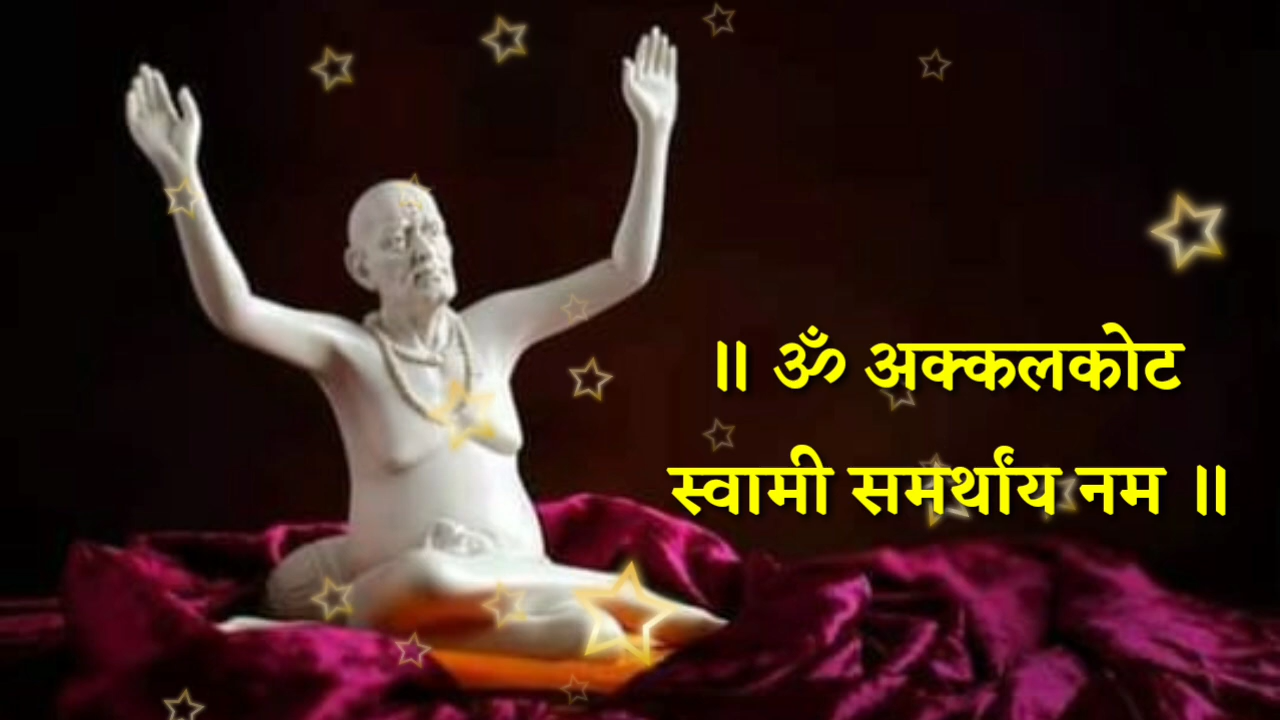 ॥ ॐ अक्कलकोट
स्वामी समर्थांय नम ॥